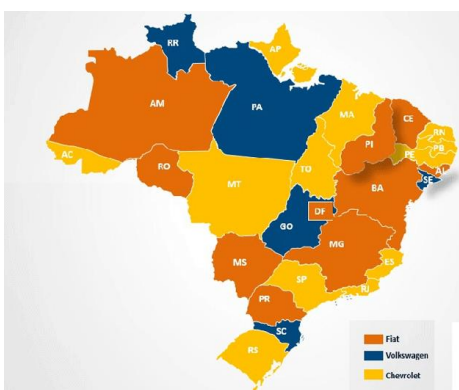 RR
AP
AM
PA
MA
CE
RN
PB
PE
PI
AC
RO
TO
AL
SE
MT
BA
DF
GO
MG
MS
ES
SP
RJ
PR
SC
RS
Fiat
Volkswagen
Chevrolet